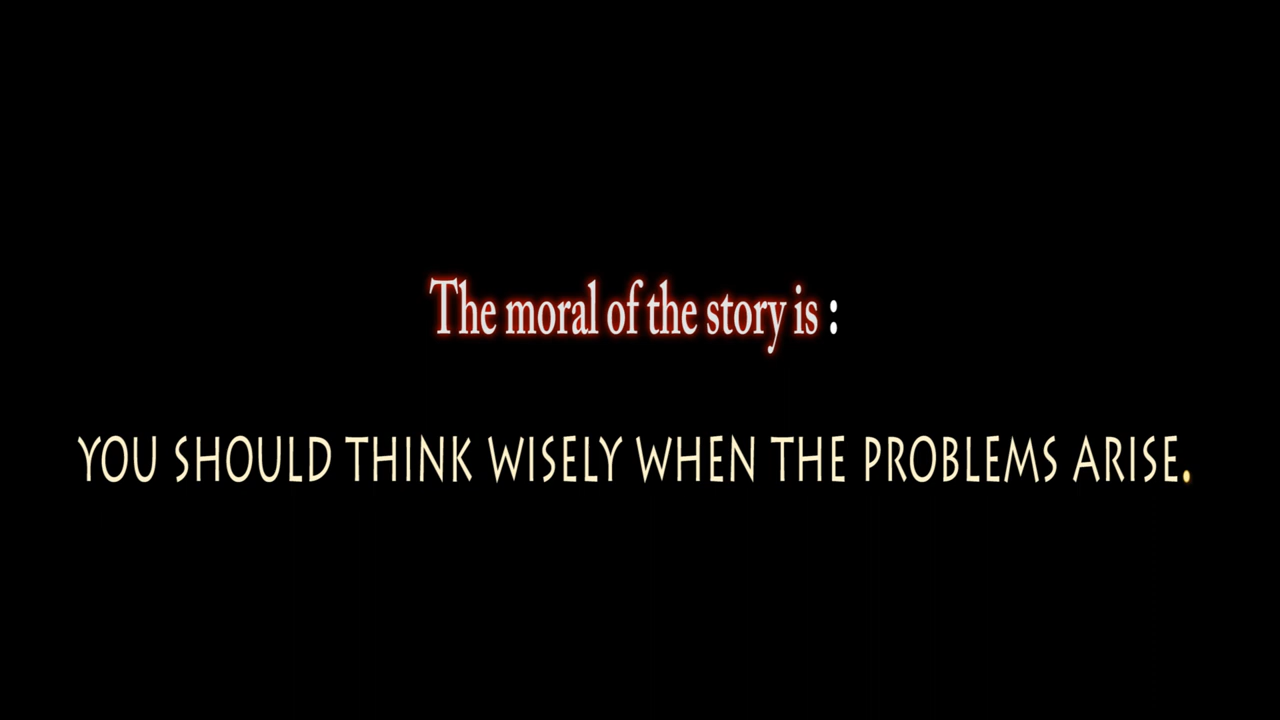 The moral of the story is :
YOU SHOULD THINK WISELY WHEN THE PROBLEMS ARISE.